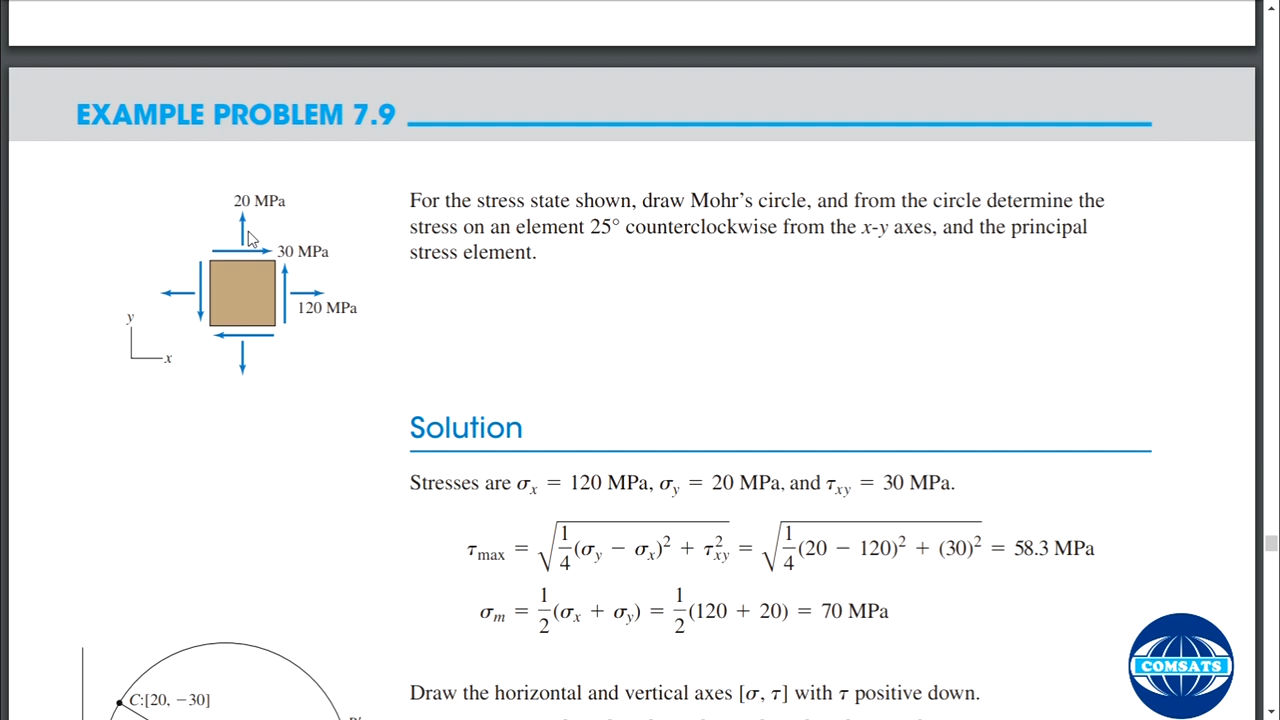 EXAMPLE PROBLEM 7.9
20 MPa
30 MPa
120 MPa
y
x
For the stress state shown, draw Mohr's circle, and from the circle determine the
stress on an element 25° counterclockwise from the x-y axes, and the principal
stress element.
Solution
Stresses are σx = 120 MPa, σy = 20 MPa, and τxy = 30 MPa.
τmax = √(1/4 (σy − σx)² + τ²xy) = √(1/4 (20 − 120)² + (30)²) = 58.3 MPa
σm = 1/2 (σx + σy) = 1/2 (120 + 20) = 70 MPa
C:[20, −30]
Draw the horizontal and vertical axes [σ, τ] with τ positive down.
COMSATS